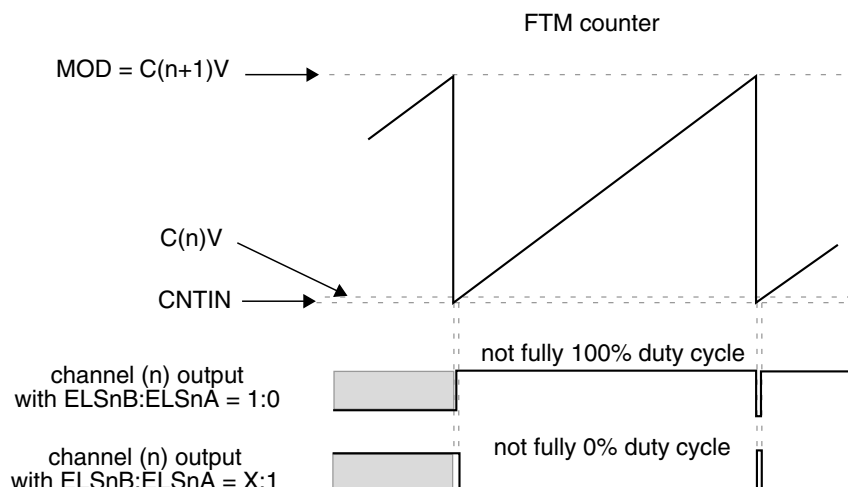 FTM counter
MOD = C(n+1)V
C(n)V
CNTIN
not fully 100% duty cycle
channel (n) output
with ELSnB:ELSnA = 1:0
not fully 0% duty cycle
channel (n) output
with ELSnB:ELSnA = X:1